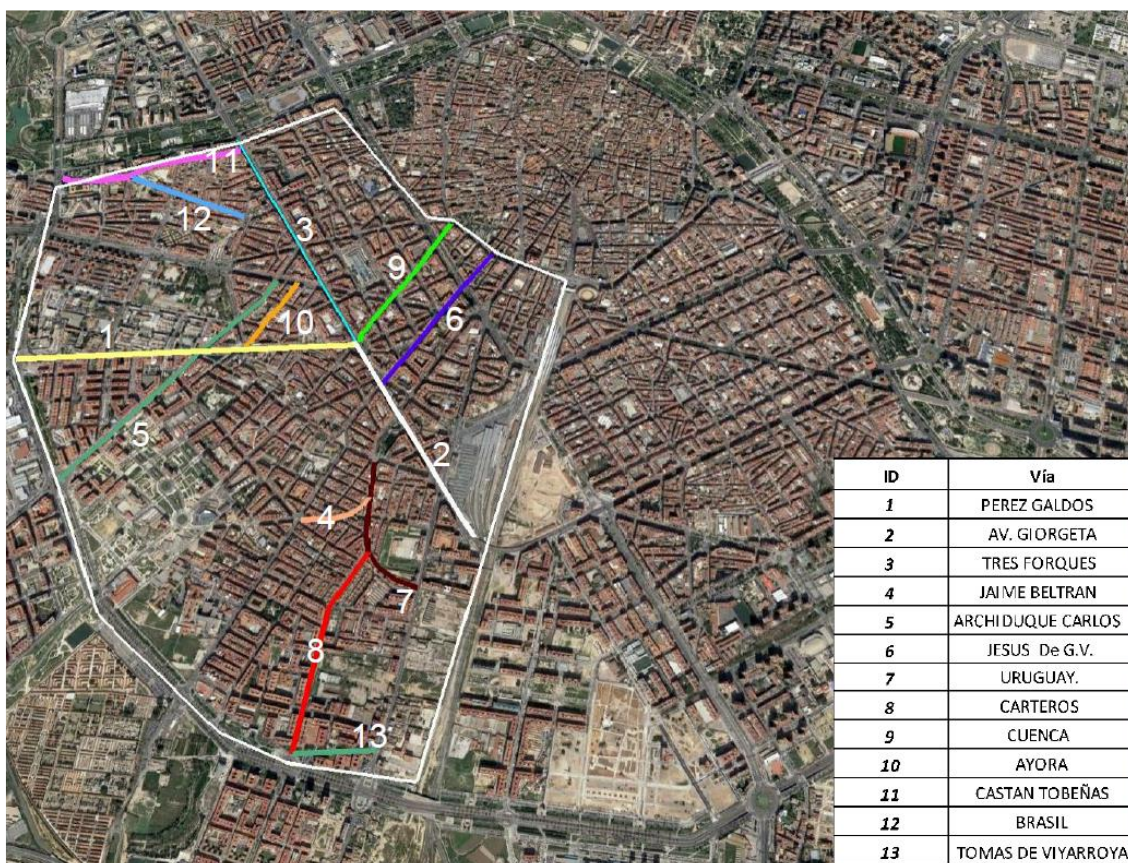 11
12
3
9
6
1
10
5
2
4
7
8
13
ID Vía
1 PEREZ GALDOS
2 AV. GIORGETA
3 TRES FORQUES
4 JAIME BELTRAN
5 ARCHIDUQUE CARLOS
6 JESUS De G.V.
7 URUGUAY.
8 CARTEROS
9 CUENCA
10 AYORA
11 CASTAN TOBEÑAS
12 BRASIL
13 TOMAS DE VIYARROYA